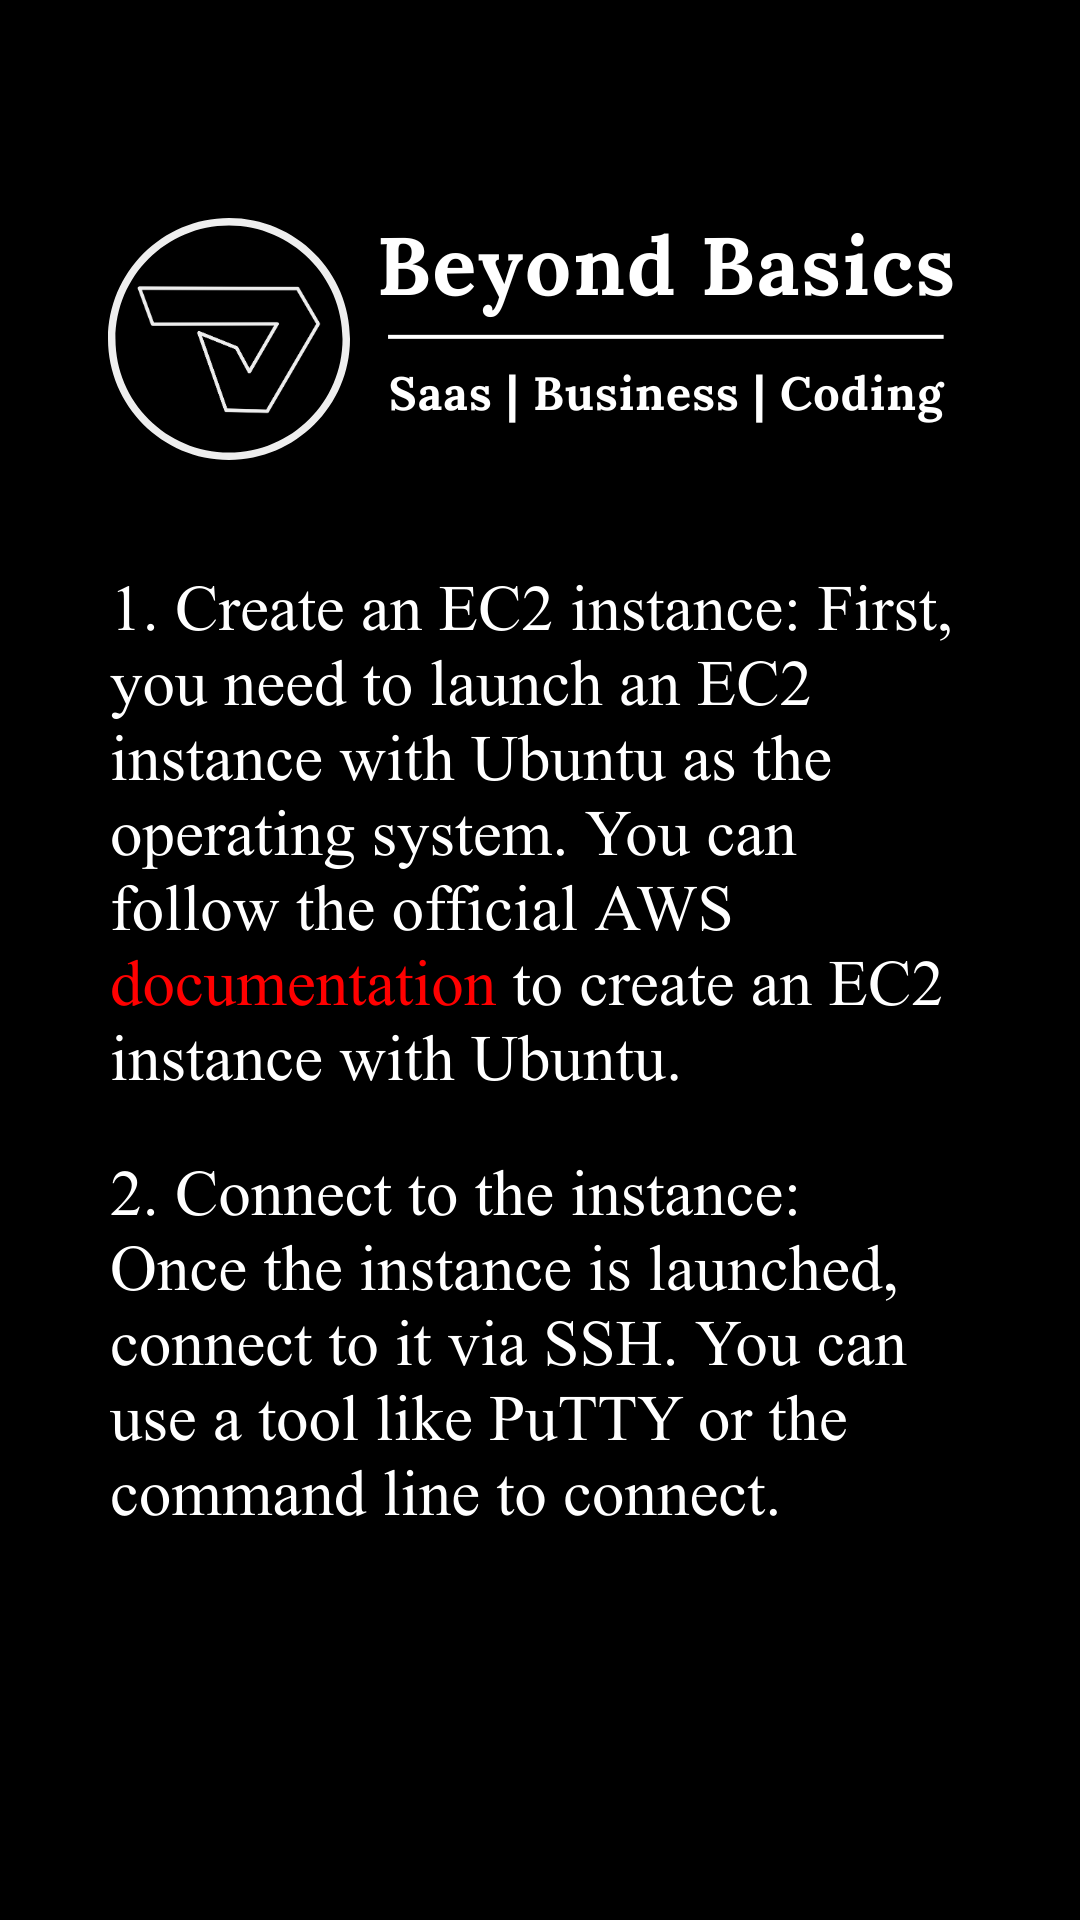 Beyond Basics
Saas | Business | Coding
1. Create an EC2 instance: First,
you need to launch an EC2
instance with Ubuntu as the
operating system. You can
follow the official AWS
documentation to create an EC2
instance with Ubuntu.
2. Connect to the instance:
Once the instance is launched,
connect to it via SSH. You can
use a tool like PuTTY or the
command line to connect.